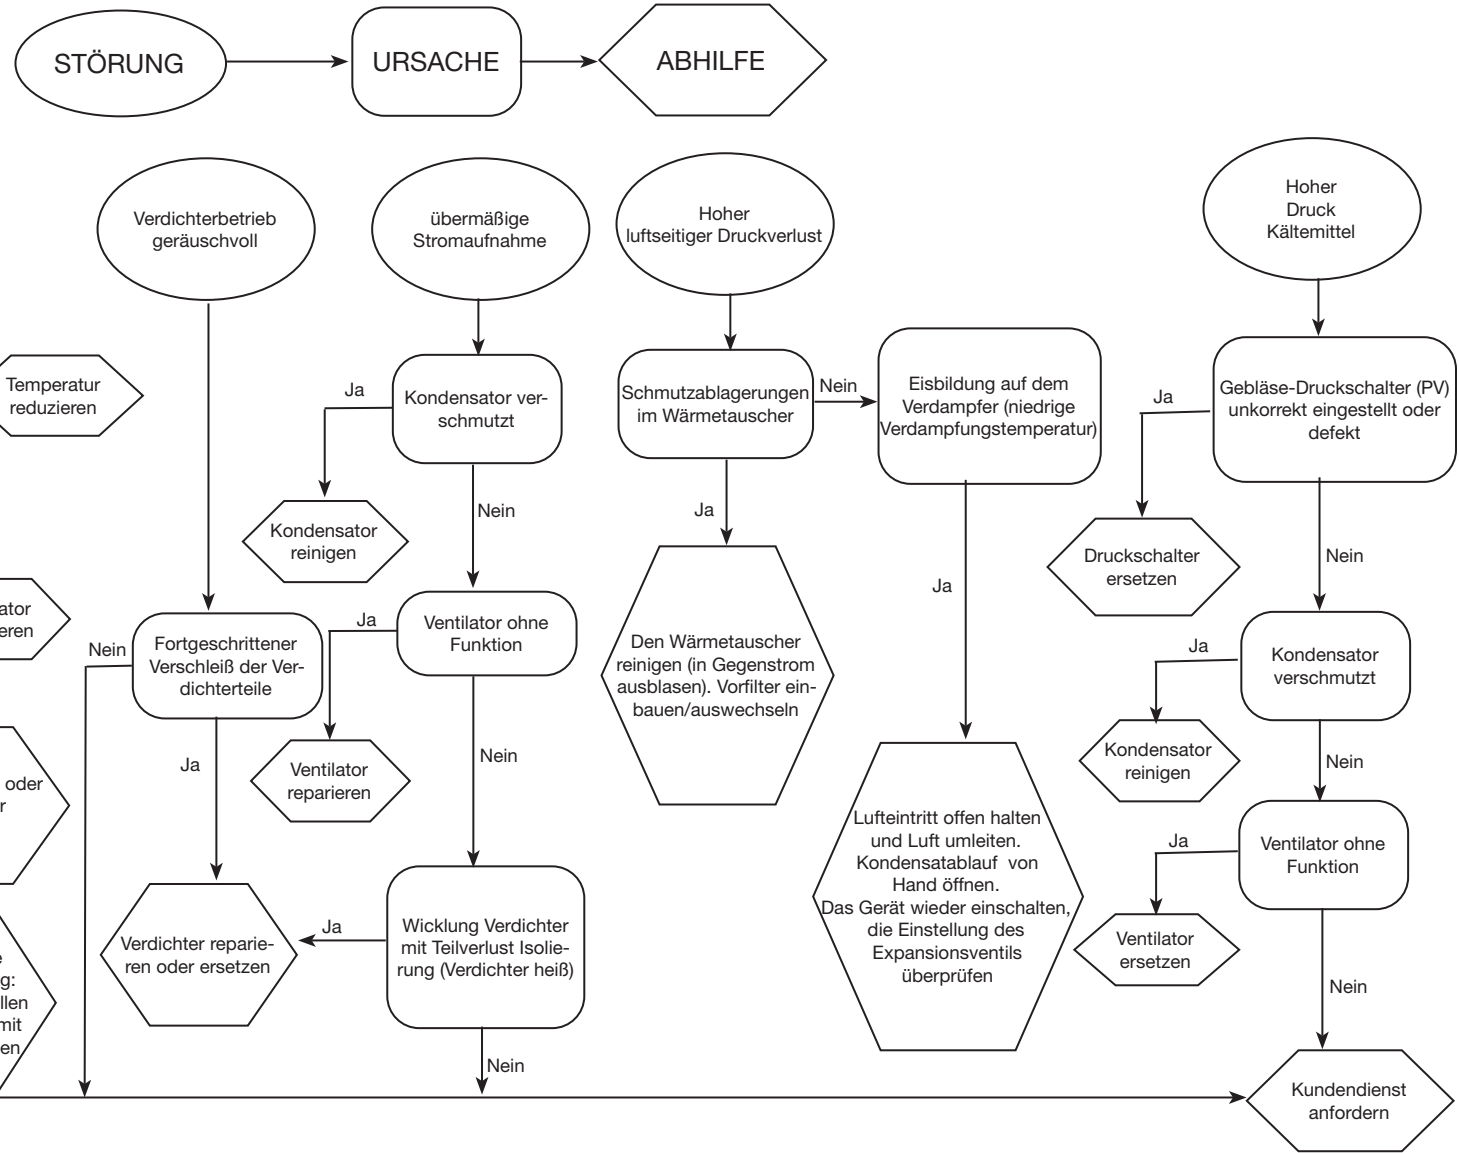 STÖRUNG
URSACHE
ABHILFE
Verdichterbetrieb
geräuschvoll
übermäßige
Stromaufnahme
Hoher
luftseitiger Druckverlust
Hoher
Druck
Kältemittel
Temperatur
reduzieren
Ja
Kondensator ver-
schmutzt
Schmutzablagerungen
im Wärmetauscher
Nein
Eisbildung auf dem
Verdampfer (niedrige
Verdampfungstemperatur)
Ja
Gebläse-Druckschalter (PV)
unkorrekt eingestellt oder
defekt
Kondensator
reinigen
Nein
Ja
Druckschalter
ersetzen
Nein
ator
eren
Nein
Fortgeschrittener
Verschleiß der Ver-
dichterteile
Ja
Ventilator ohne
Funktion
Den Wärmetauscher
reinigen (in Gegenstrom
ausblasen). Vorfilter ein-
bauen/auswechseln
Ja
Ja
Kondensator
verschmutzt
Kondensator
reinigen
Nein
oder
r
Ja
Ventilator
reparieren
Nein
Lufteintritt offen halten
und Luft umleiten.
Kondensatablauf von
Hand öffnen.
Das Gerät wieder einschalten,
die Einstellung des
Expansionsventils
überprüfen
Ja
Ventilator ohne
Funktion
Ventilator
ersetzen
Nein
e
g:
llen
mit
en
Verdichter reparie-
ren oder ersetzen
Ja
Wicklung Verdichter
mit Teilverlust Isolie-
rung (Verdichter heiß)
Nein
Kundendienst
anfordern